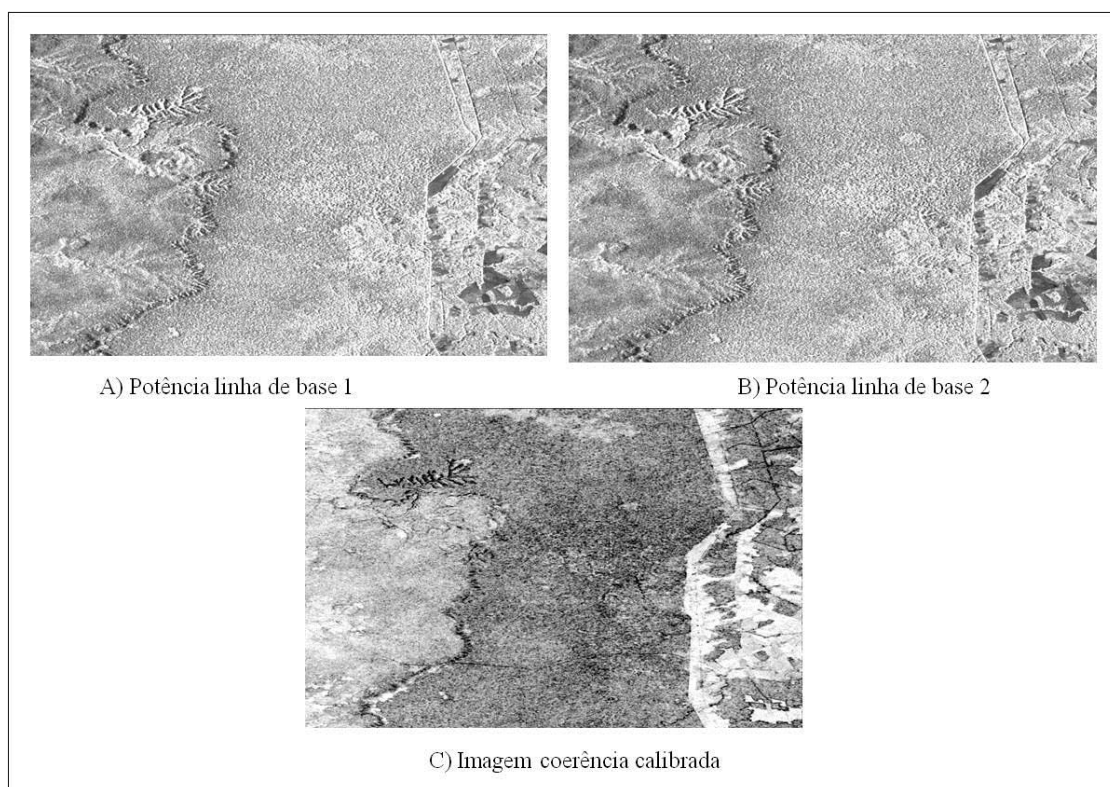 A) Potência linha de base 1
B) Potência linha de base 2
C) Imagem coerência calibrada